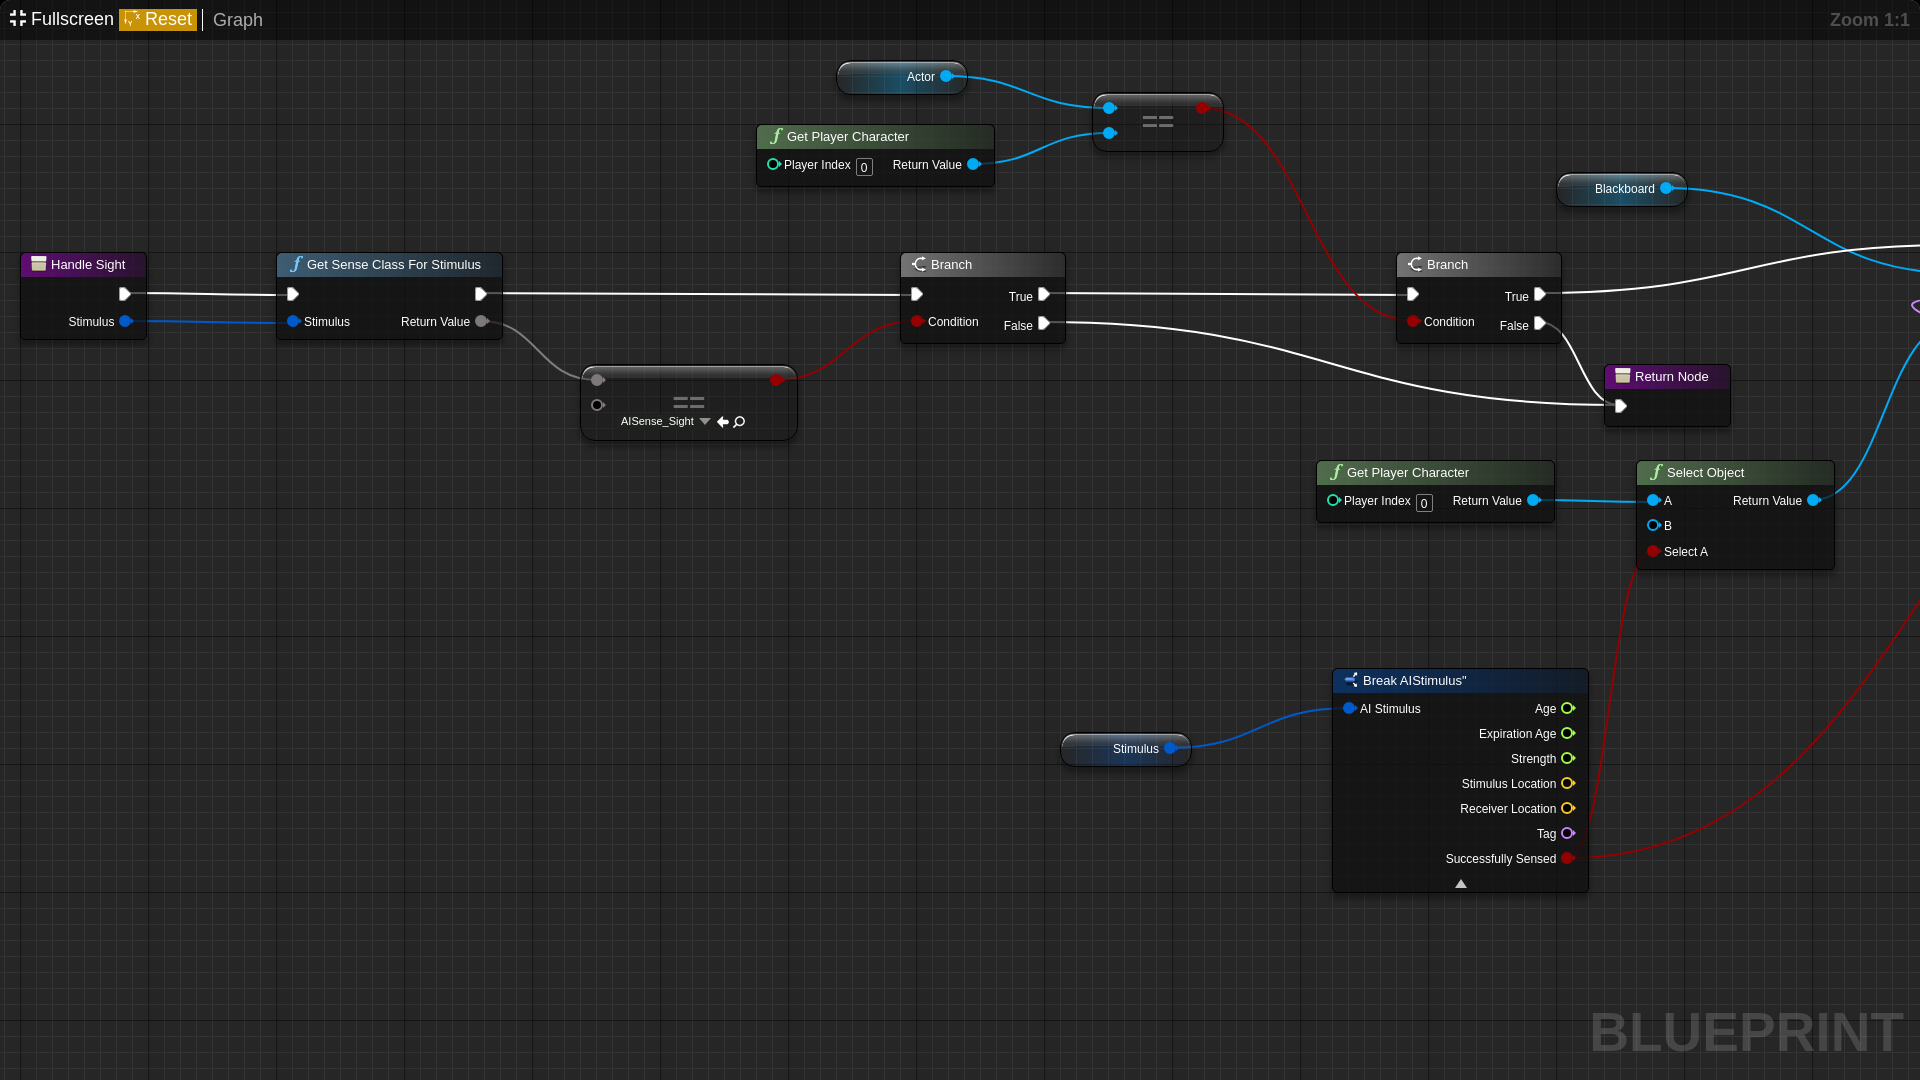 Fullscreen Reset Graph Zoom 1:1
Actor
==
Get Player Character
Player Index 0 Return Value
Blackboard
Handle Sight
Stimulus
Get Sense Class For Stimulus
Stimulus Return Value
==
AISense_Sight
Branch
True
Condition False
Branch
True
Condition False
Return Node
Get Player Character
Player Index 0 Return Value
Select Object
A Return Value
B
Select A
Stimulus
Break AIStimulus"
AI Stimulus Age
Expiration Age
Strength
Stimulus Location
Receiver Location
Tag
Successfully Sensed
BLUEPRINT